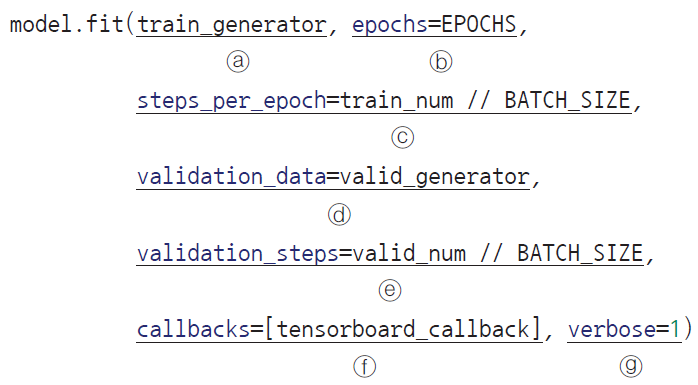 model.fit(train_generator, epochs=EPOCHS,
ⓐ ⓑ
steps_per_epoch=train_num // BATCH_SIZE,
ⓒ
validation_data=valid_generator,
ⓓ
validation_steps=valid_num // BATCH_SIZE,
ⓔ
callbacks=[tensorboard_callback], verbose=1)
ⓕ ⓖ